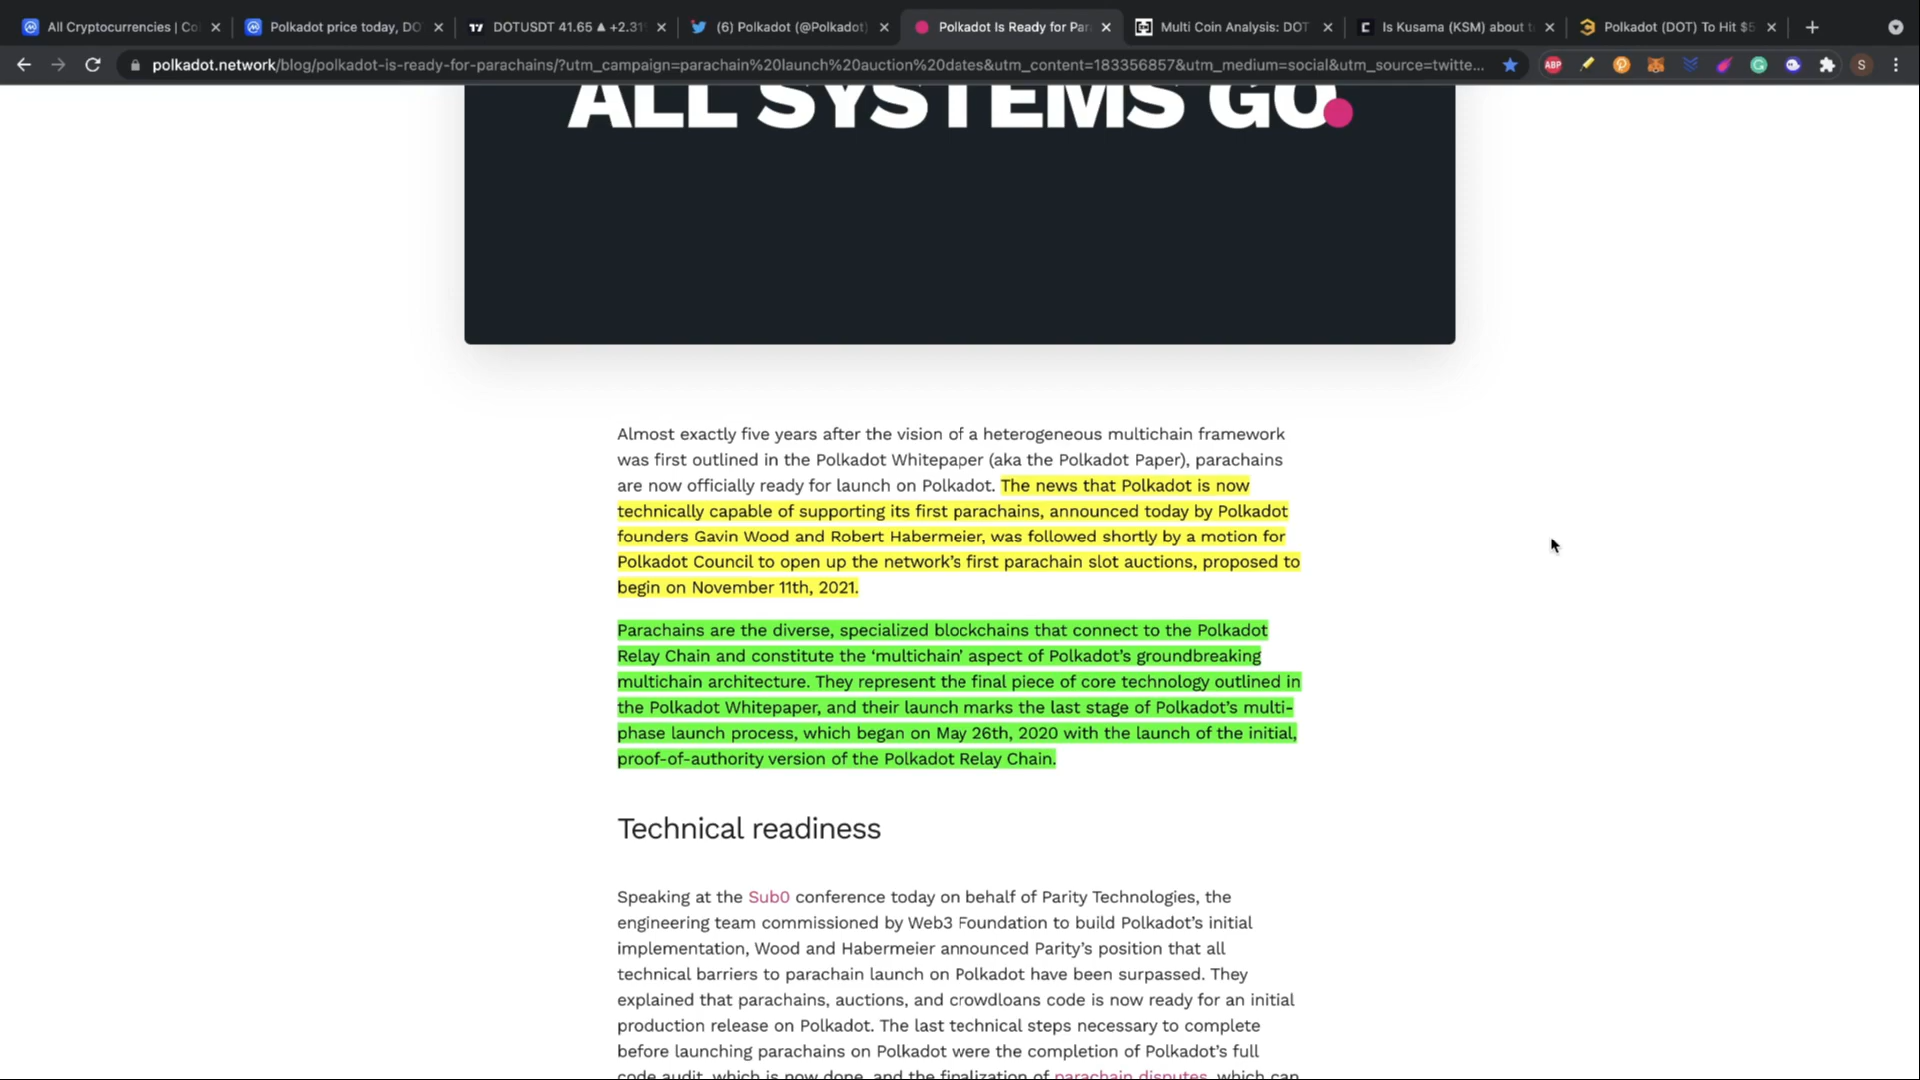 All Cryptocurrencies | Co
Polkadot price today, DO
DOTUSDT 41.65 ▲ +2.31
(6) Polkadot (@Polkadot)
Polkadot Is Ready for Par
Multi Coin Analysis: DOT
Is Kusama (KSM) about t
Polkadot (DOT) To Hit $5
polkadot.network/blog/polkadot-is-ready-for-parachains/?utm_campaign=parachain%20launch%20auction%20dates&utm_content=183356857&utm_medium=social&utm_source=twitte...
ABP
S
ALL SYSTEMS GO
Almost exactly five years after the vision of a heterogeneous multichain framework
was first outlined in the Polkadot Whitepaper (aka the Polkadot Paper), parachains
are now officially ready for launch on Polkadot. The news that Polkadot is now
technically capable of supporting its first parachains, announced today by Polkadot
founders Gavin Wood and Robert Habermeier, was followed shortly by a motion for
Polkadot Council to open up the network's first parachain slot auctions, proposed to
begin on November 11th, 2021.
Parachains are the diverse, specialized blockchains that connect to the Polkadot
Relay Chain and constitute the ‘multichain’ aspect of Polkadot’s groundbreaking
multichain architecture. They represent the final piece of core technology outlined in
the Polkadot Whitepaper, and their launch marks the last stage of Polkadot’s multi-
phase launch process, which began on May 26th, 2020 with the launch of the initial,
proof-of-authority version of the Polkadot Relay Chain.
Technical readiness
Speaking at the Sub0 conference today on behalf of Parity Technologies, the
engineering team commissioned by Web3 Foundation to build Polkadot’s initial
implementation, Wood and Habermeier announced Parity’s position that all
technical barriers to parachain launch on Polkadot have been surpassed. They
explained that parachains, auctions, and crowdloans code is now ready for an initial
production release on Polkadot. The last technical steps necessary to complete
before launching parachains on Polkadot were the completion of Polkadot’s full
code audit, which is now done, and the finalization of parachain disputes, which can